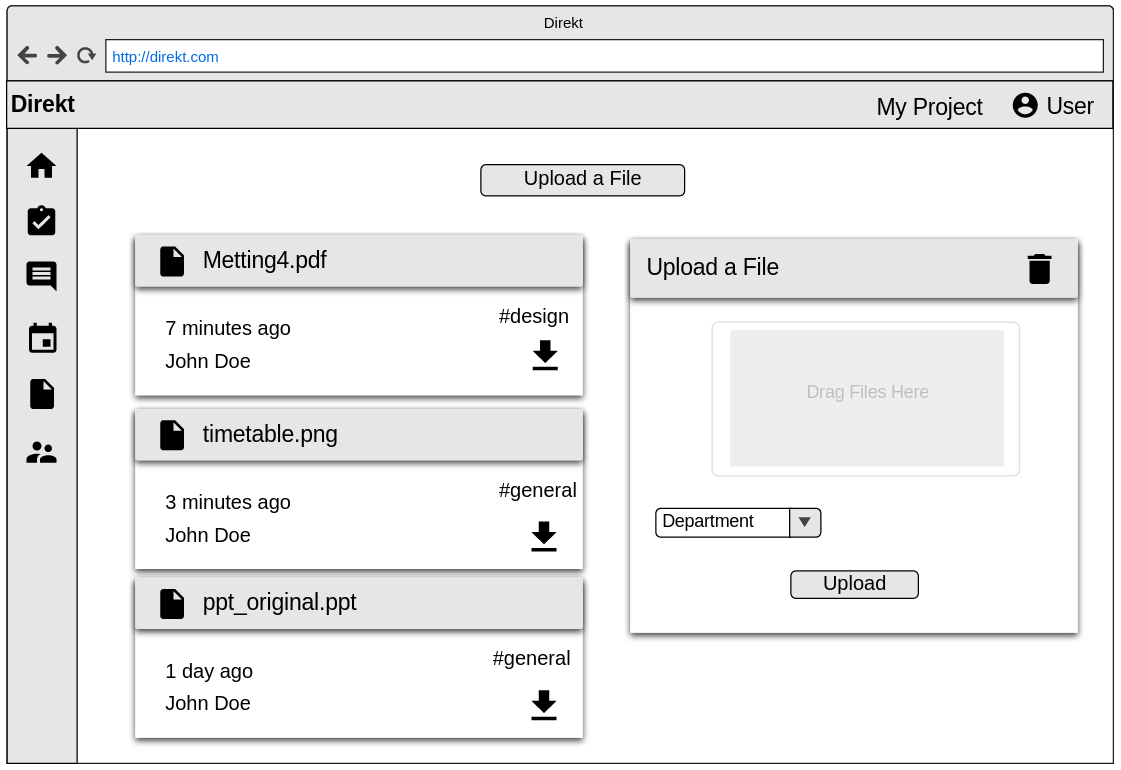 Direkt
http://direkt.com
Direkt
My Project
User
Upload a File
Metting4.pdf
7 minutes ago
#design
John Doe
timetable.png
3 minutes ago
#general
John Doe
ppt_original.ppt
1 day ago
#general
John Doe
Upload a File
Drag Files Here
Department
Upload